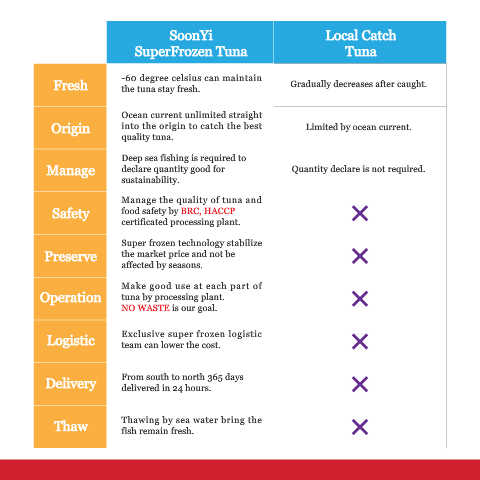 SoonYi
SuperFrozen Tuna
Local Catch
Tuna
Fresh
-60 degree celsius can maintain
the tuna stay fresh.
Gradually decreases after caught.
Origin
Ocean current unlimited straight
into the origin to catch the best
quality tuna.
Limited by ocean current.
Manage
Deep sea fishing is required to
declare quantity good for
sustainability.
Quantity declare is not required.
Safety
Manage the quality of tuna and
food safety by BRC, HACCP
certificated processing plant.
Preserve
Super frozen technology stabilize
the market price and not be
affected by seasons.
Operation
Make good use at each part of
tuna by processing plant.
NO WASTE is our goal.
Logistic
Exclusive super frozen logistic
team can lower the cost.
Delivery
From south to north 365 days
delivered in 24 hours.
Thaw
Thawing by sea water bring the
fish remain fresh.